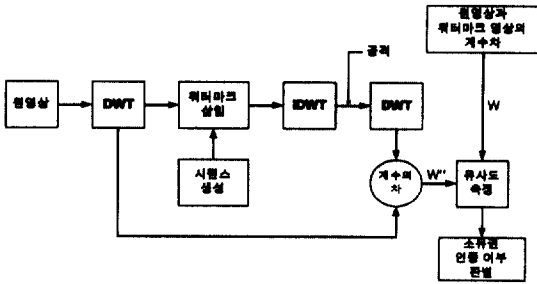 원영상과
워터마크 영상의
계수차
공격
W
원영상
DWT
워터마크
삽입
IDWT
DWT
시퀀스
생성
계수의
차
W"
유사도
측정
소유권
인증 여부
판별